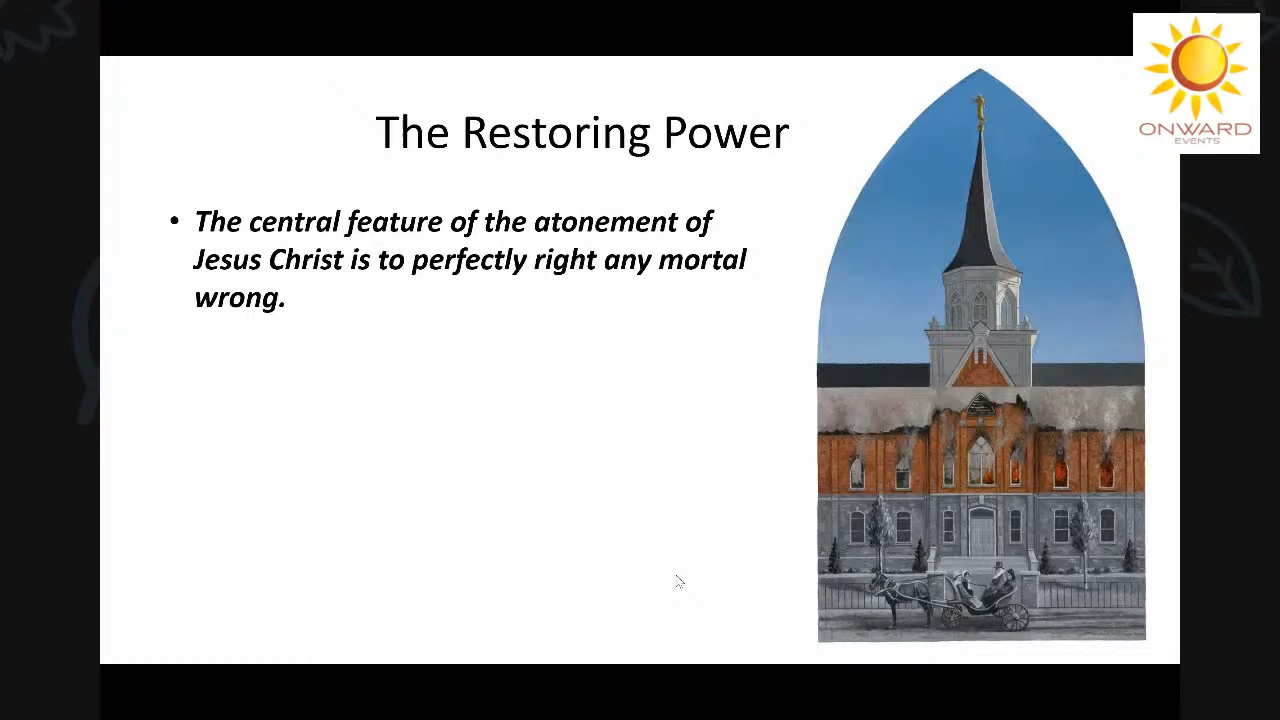 ONWARD
EVENTS
The Restoring Power
• The central feature of the atonement of
Jesus Christ is to perfectly right any mortal
wrong.